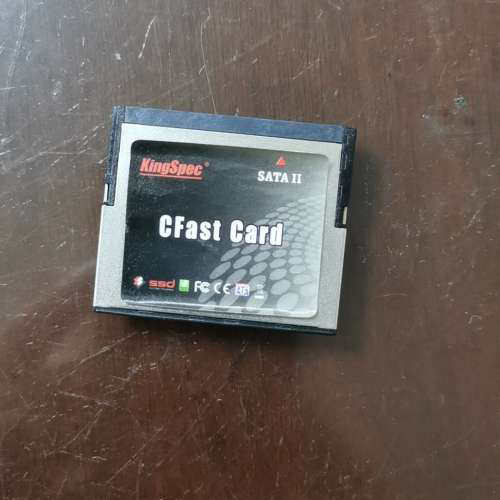 KingSpec®
SATA II
CFast Card
ssd FC CE